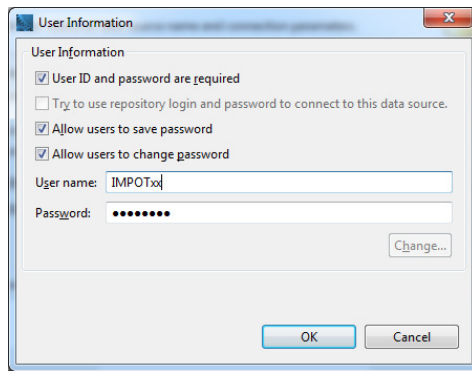 User Information
User Information
User ID and password are required
Try to use repository login and password to connect to this data source.
Allow users to save password
Allow users to change password
User name: IMPOTxx
Password: ●●●●●●●●
Change...
OK
Cancel